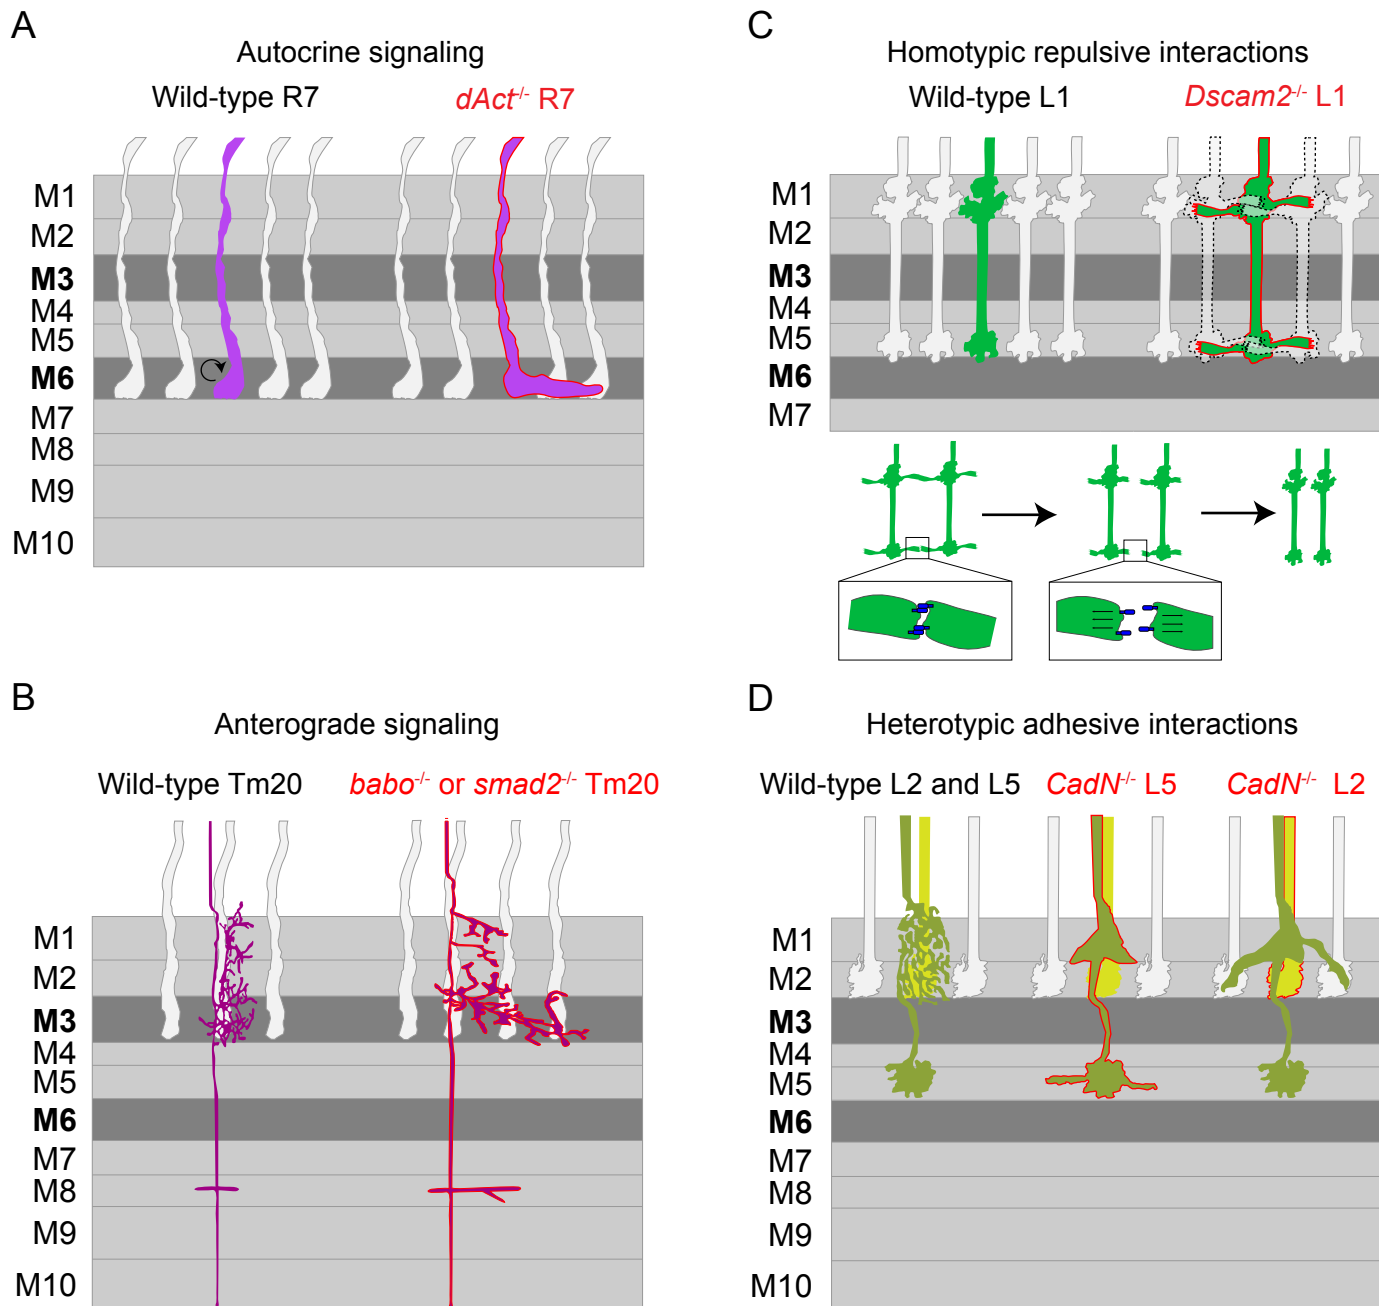 A
Autocrine signaling
Wild-type R7
dAct-/- R7
M1
M2
M3
M4
M5
M6
M7
M8
M9
M10
B
Anterograde signaling
Wild-type Tm20
babo-/- or smad2-/- Tm20
M1
M2
M3
M4
M5
M6
M7
M8
M9
M10
C
Homotypic repulsive interactions
Wild-type L1
Dscam2-/- L1
M1
M2
M3
M4
M5
M6
M7
D
Heterotypic adhesive interactions
Wild-type L2 and L5
CadN-/- L5
CadN-/- L2
M1
M2
M3
M4
M5
M6
M7
M8
M9
M10